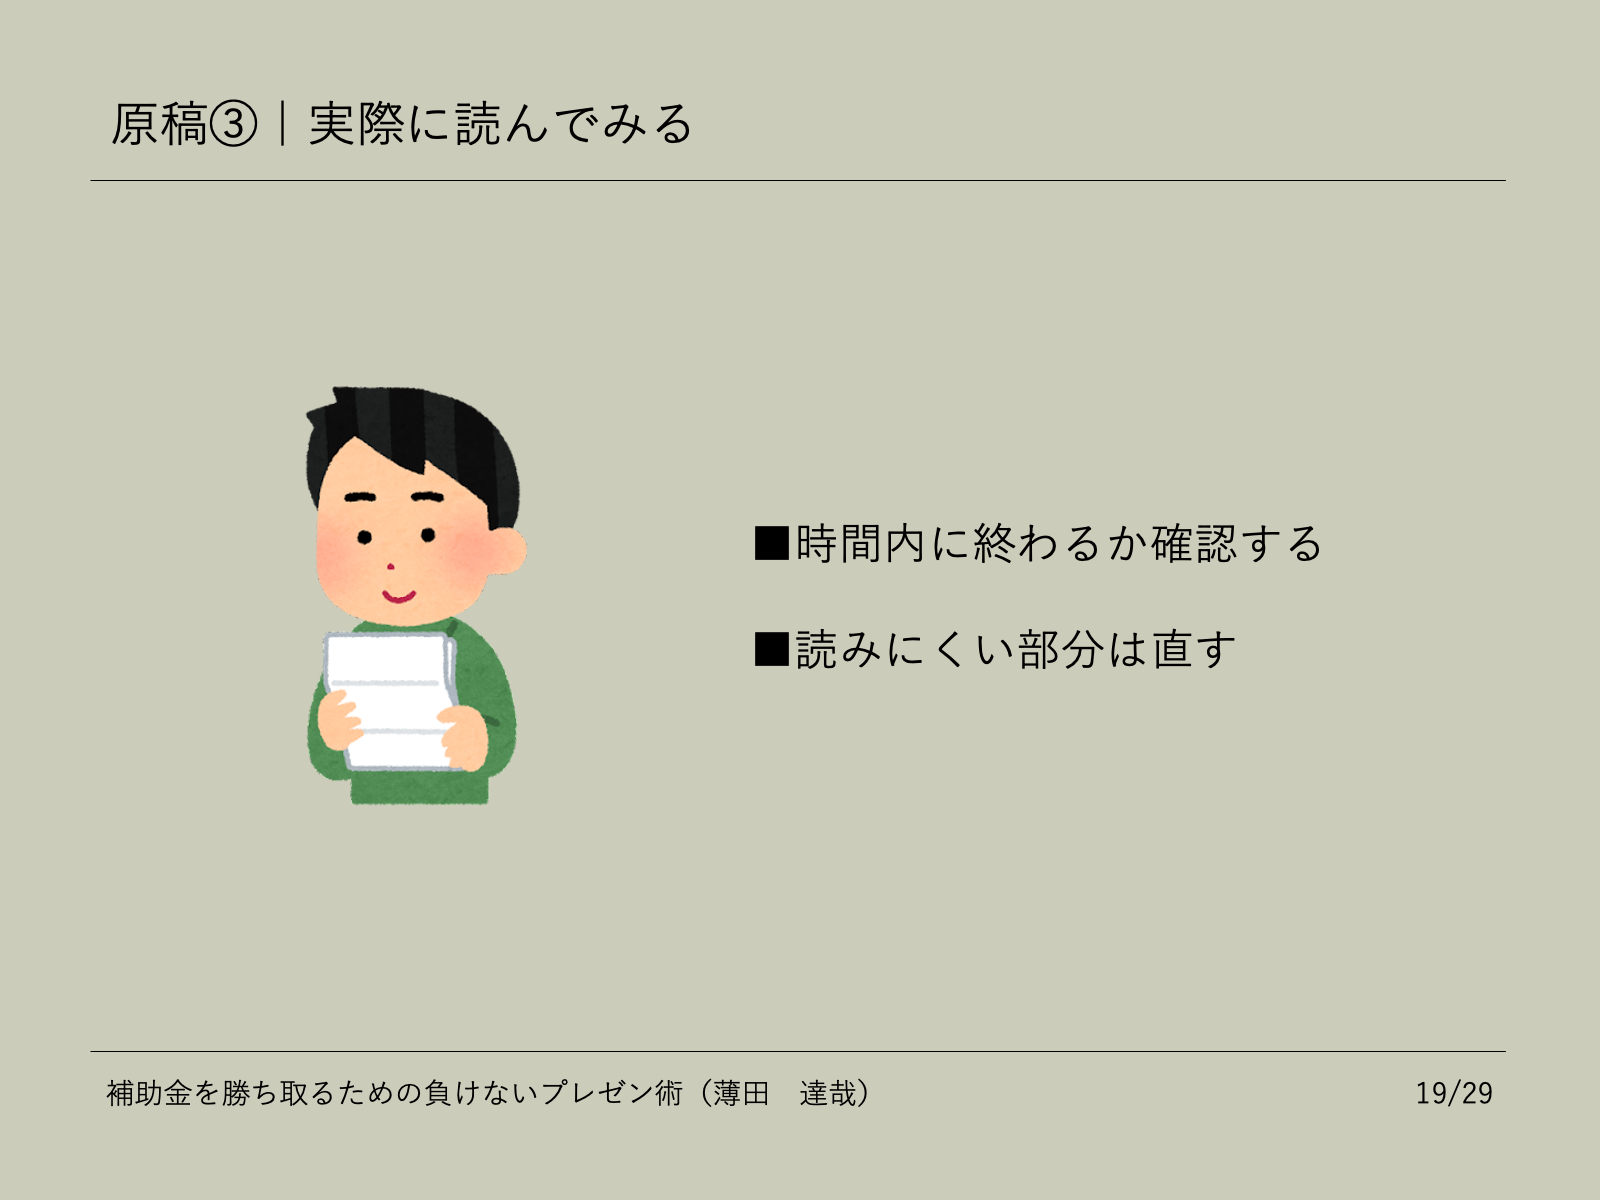 原稿③｜実際に読んでみる
■時間内に終わるか確認する
■読みにくい部分は直す
補助金を勝ち取るための負けないプレゼン術（薄田　達哉）
19/29